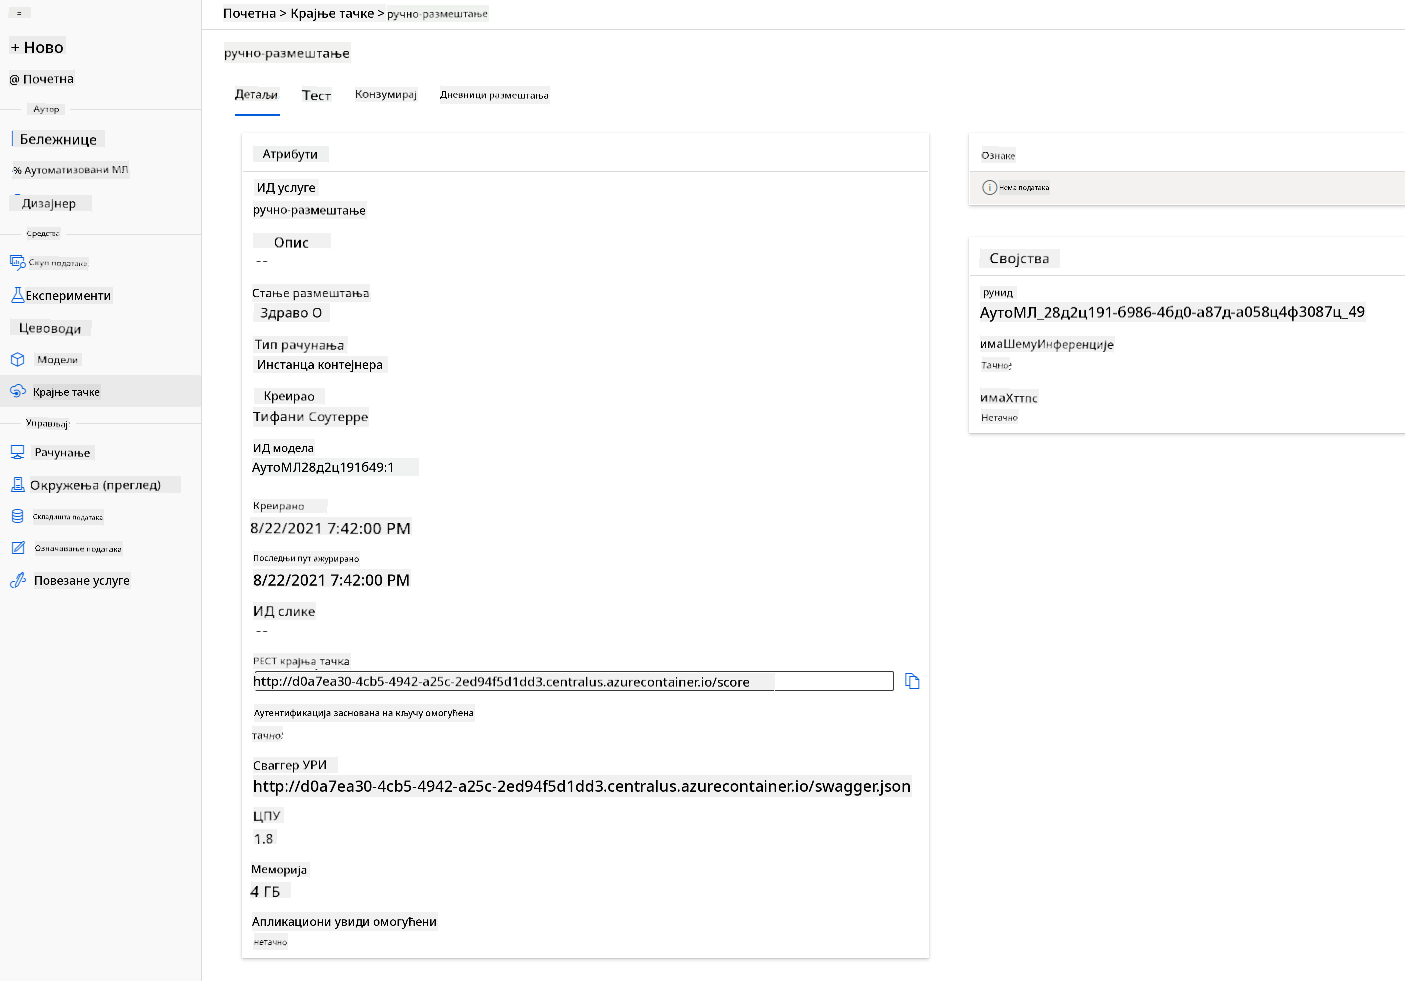 Почетна > Крајње тачке > ручно-размештање
+ Ново
@ Почетна
Аутор
Бележнице
% Аутоматизовани МЛ
Дизајнер
Средства
Скуп података
Експерименти
Цевоводи
Модели
Крајње тачке
Управљај
Рачунање
Окружења (преглед)
Складишта података
Означавање података
Повезане услуге
ручно-размештање
Детаљи Тест Конзумирај Дневници размештања
Атрибути
ИД услуге
ручно-размештање
Опис
--
Стање размештања
Здраво О
Тип рачунања
Инстанца контејнера
Креирао
Тифани Соутерре
ИД модела
АутоМЛ28д2ц191649:1
Креирано
8/22/2021 7:42:00 PM
Последњи пут ажурирано
8/22/2021 7:42:00 PM
ИД слике
--
РЕСТ крајња тачка
http://d0a7ea30-4cb5-4942-a25c-2ed94f5d1dd3.centralus.azurecontainer.io/score
Аутентификација заснована на кључу омогућена
тачно
Сваггер УРИ
http://d0a7ea30-4cb5-4942-a25c-2ed94f5d1dd3.centralus.azurecontainer.io/swagger.json
ЦПУ
1.8
Меморија
4 ГБ
Апликациони увиди омогућени
нетачно
Ознаке
Нема података
Својства
рунид
АутоМЛ_28д2ц191-6986-4бд0-а87д-а058ц4ф3087ц_49
имаШемуИнференције
Тачно
имаХттпс
Нетачно